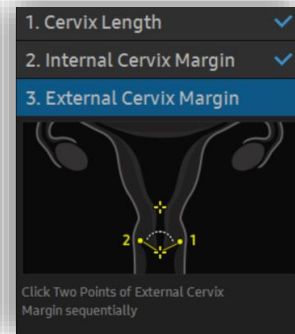 1. Cervix Length
2. Internal Cervix Margin
3. External Cervix Margin
2
1
Click Two Points of External Cervix
Margin sequentially